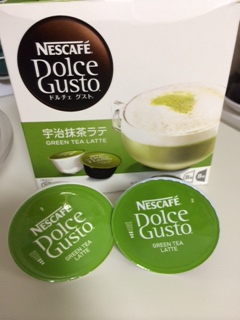 NESCAFÉ
DOLCE
GUSTO
ドルチェ グスト
宇治抹茶ラテ
GREEN TEA LATTE
NESCAFÉ
DOLCE
GUSTO
GREEN TEA
LATTE
NESCAFÉ
DOLCE
GUSTO
GREEN TEA
LATTE